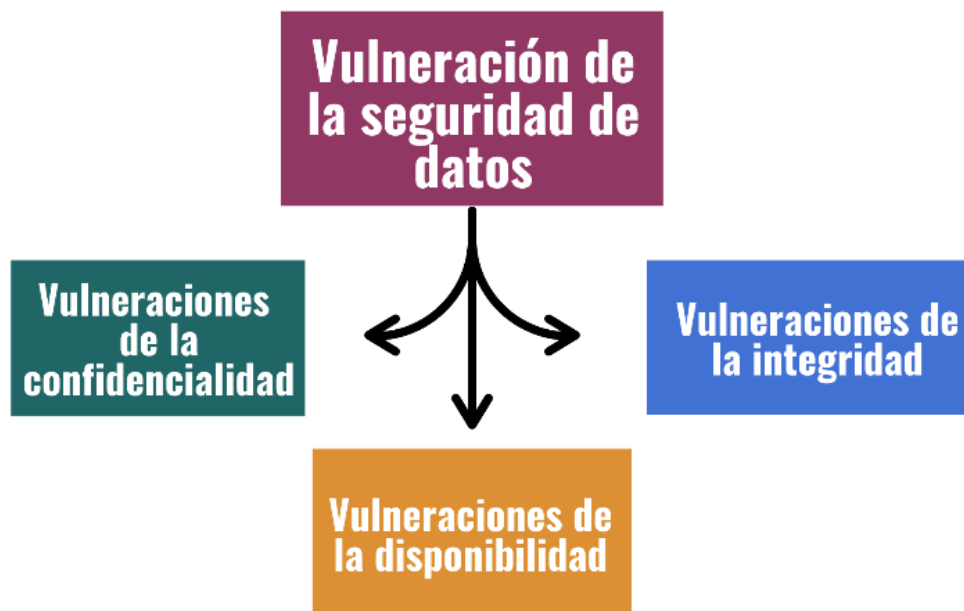 Vulneración de
la seguridad de
datos
Vulneraciones
de la
confidencialidad
Vulneraciones de
la integridad
Vulneraciones de
la disponibilidad